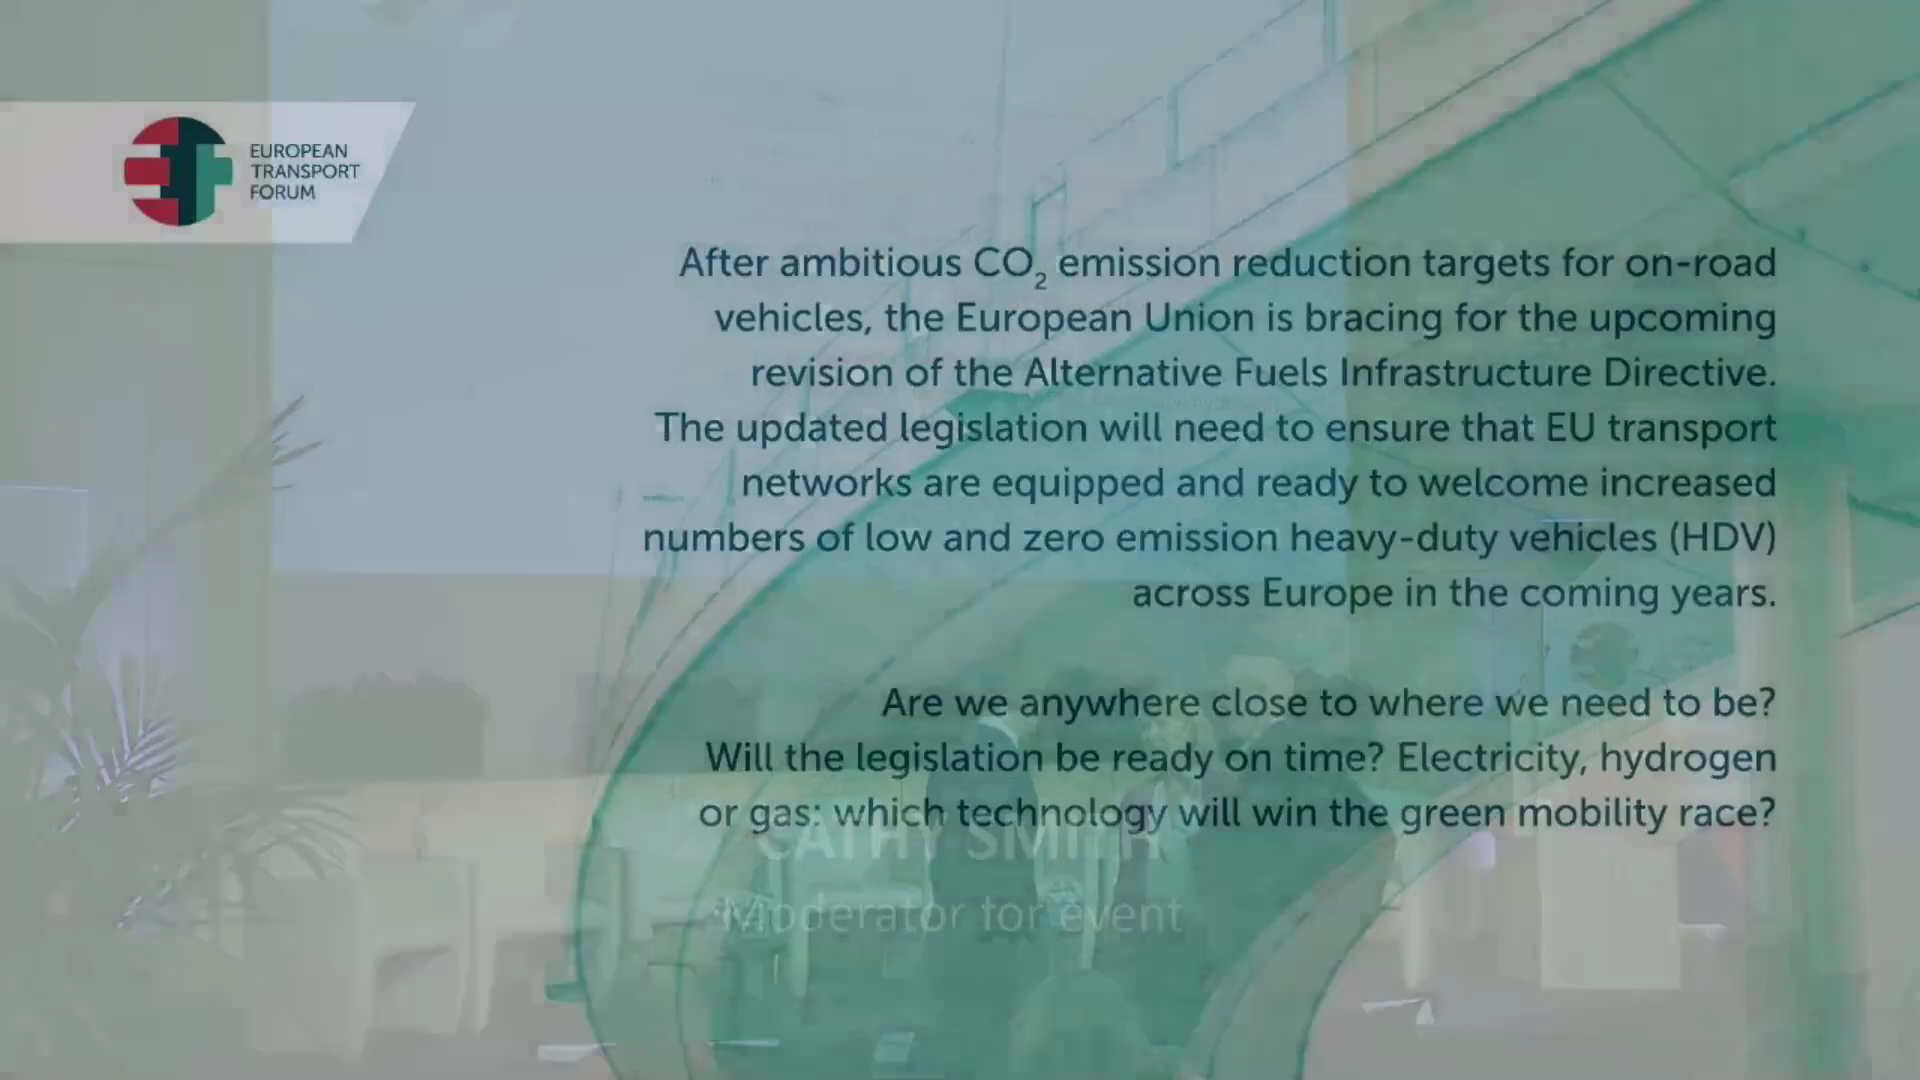 EUROPEAN
TRANSPORT
FORUM
After ambitious CO₂ emission reduction targets for on-road
vehicles, the European Union is bracing for the upcoming
revision of the Alternative Fuels Infrastructure Directive.
The updated legislation will need to ensure that EU transport
networks are equipped and ready to welcome increased
numbers of low and zero emission heavy-duty vehicles (HDV)
across Europe in the coming years.
Are we anywhere close to where we need to be?
Will the legislation be ready on time? Electricity, hydrogen
or gas: which technology will win the green mobility race?
CATHY SMITH
Moderator for event